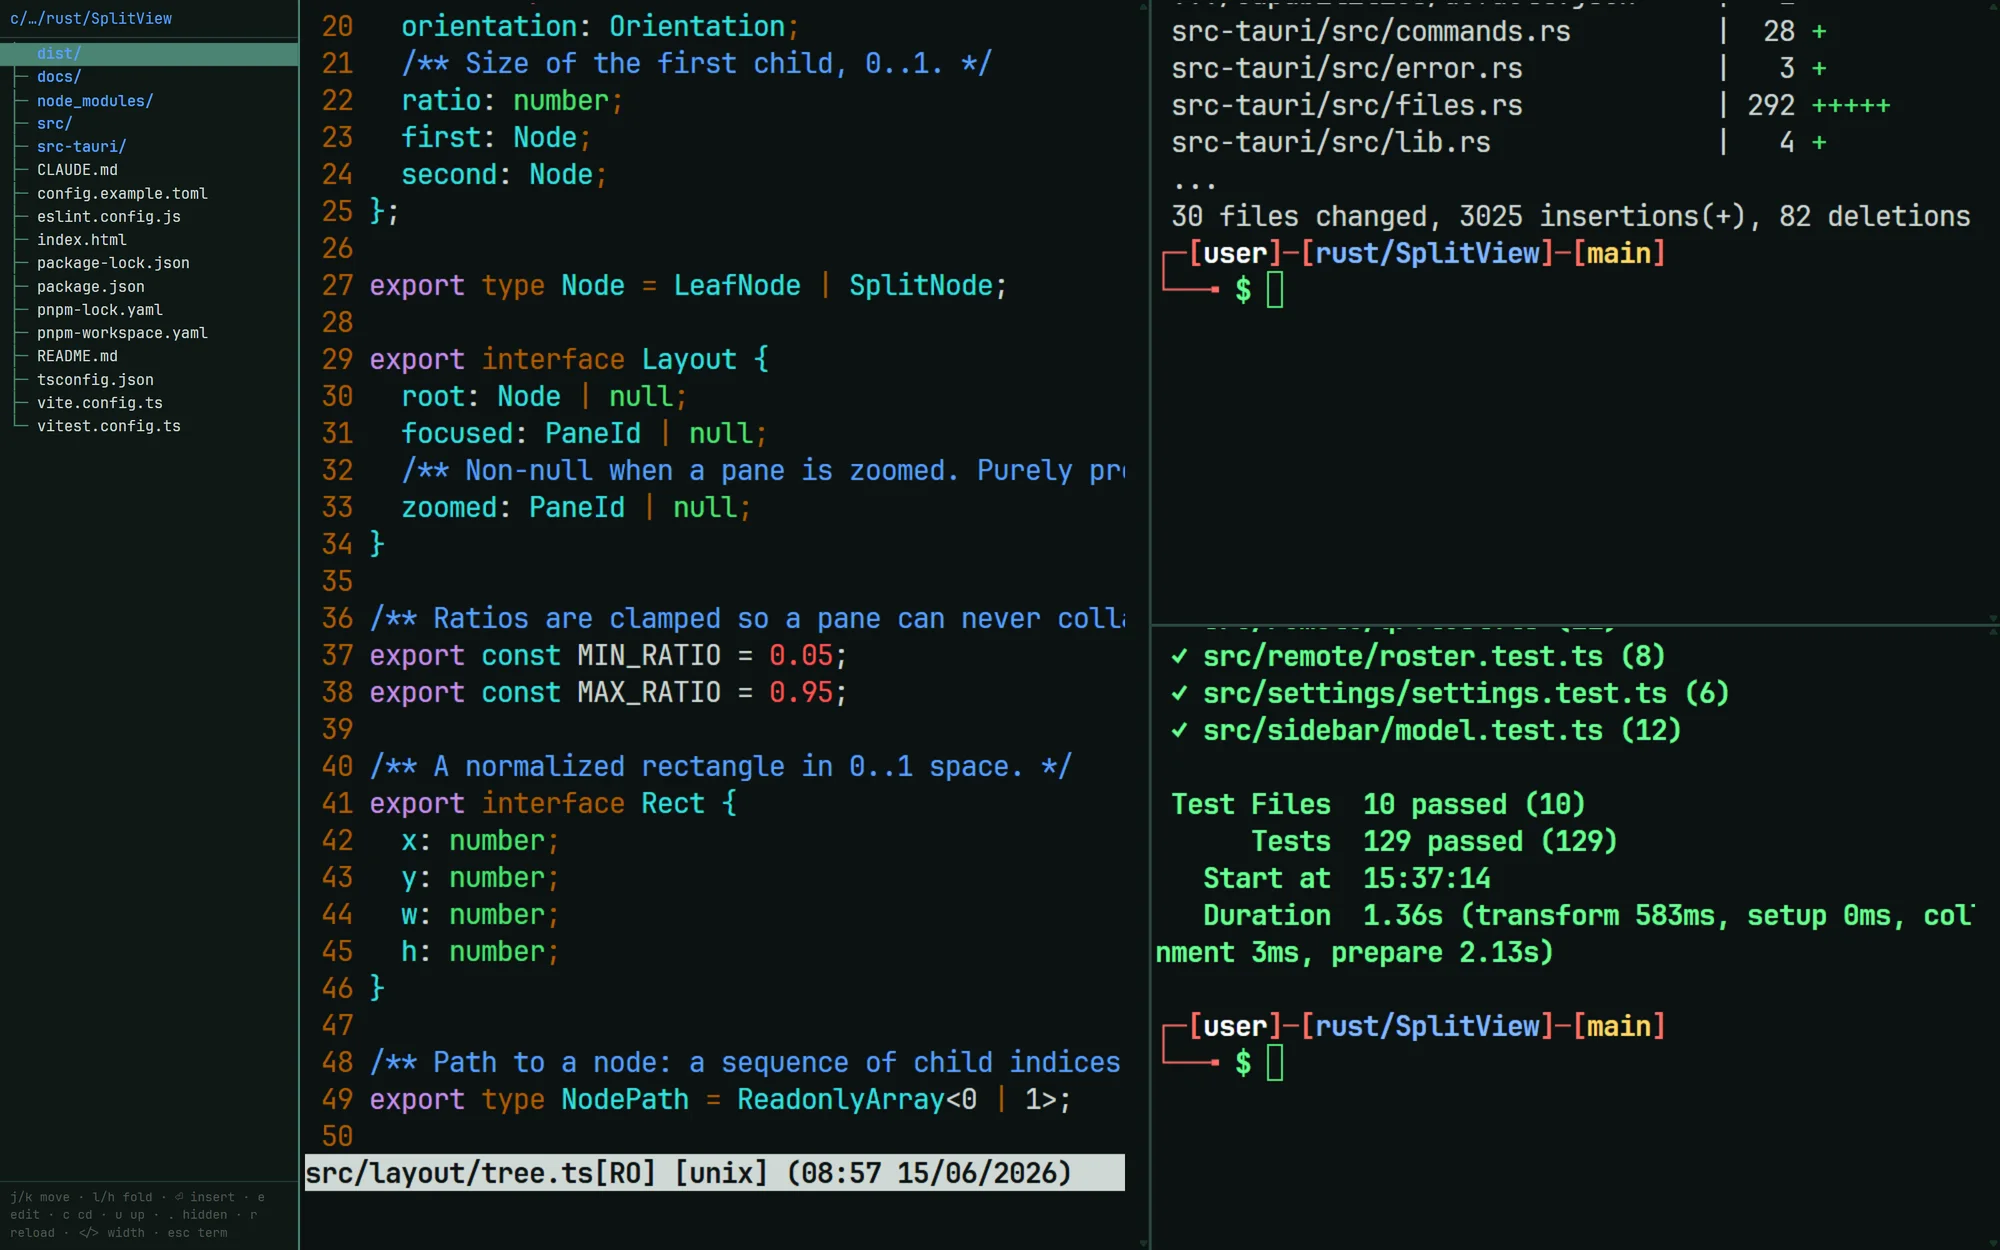 c/…/rust/SplitView
dist/
docs/
node_modules/
src/
src-tauri/
CLAUDE.md
config.example.toml
eslint.config.js
index.html
package-lock.json
package.json
pnpm-lock.yaml
pnpm-workspace.yaml
README.md
tsconfig.json
vite.config.ts
vitest.config.ts
j/k move · l/h fold · ⏎ insert · e
edit · c cd · u up · . hidden · r
reload · </> width · esc term
20 orientation: Orientation;
21 /** Size of the first child, 0..1. */
22 ratio: number;
23 first: Node;
24 second: Node;
25 };
26
27 export type Node = LeafNode | SplitNode;
28
29 export interface Layout {
30 root: Node | null;
31 focused: PaneId | null;
32 /** Non-null when a pane is zoomed. Purely
33 zoomed: PaneId | null;
34 }
35
36 /** Ratios are clamped so a pane can never
37 export const MIN_RATIO = 0.05;
38 export const MAX_RATIO = 0.95;
39
40 /** A normalized rectangle in 0..1 space. */
41 export interface Rect {
42 x: number;
43 y: number;
44 w: number;
45 h: number;
46 }
47
48 /** Path to a node: a sequence of child indices
49 export type NodePath = ReadonlyArray<0 | 1>;
50
src/layout/tree.ts[RO] [unix] (08:57 15/06/2026)
src-tauri/src/commands.rs | 28 +
src-tauri/src/error.rs | 3 +
src-tauri/src/files.rs | 292 +++++
src-tauri/src/lib.rs | 4 +
...
30 files changed, 3025 insertions(+), 82 deletions
[user]-[rust/SplitView]-[main]
$
✓ src/remote/roster.test.ts (8)
✓ src/settings/settings.test.ts (6)
✓ src/sidebar/model.test.ts (12)
Test Files 10 passed (10)
Tests 129 passed (129)
Start at 15:37:14
Duration 1.36s (transform 583ms, setup 0ms,
nment 3ms, prepare 2.13s)
[user]-[rust/SplitView]-[main]
$